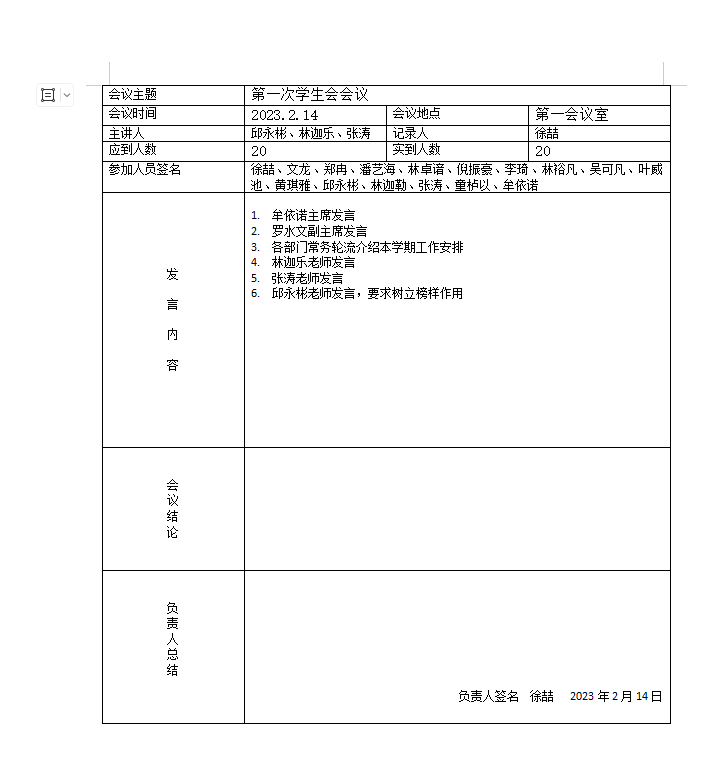 会议主题 第一次学生会会议
会议时间 2023.2.14 会议地点 第一会议室
主讲人 邱永彬、林迦乐、张涛 记录人 徐喆
应到人数 20 实到人数 20
参加人员签名 徐喆、文龙、郑冉、潘艺海、林卓谙、倪振豪、李琦、林裕凡、吴可凡、叶威
池、黄琪雅、邱永彬、林迦勒、张涛、童栌以、牟依诺
发
言
内
容
1. 牟依诺主席发言
2. 罗水文副主席发言
3. 各部门常务轮流介绍本学期工作安排
4. 林迦乐老师发言
5. 张涛老师发言
6. 邱永彬老师发言，要求树立榜样作用
会
议
结
论
负
责
人
总
结
负责人签名 徐喆 2023 年 2 月 14 日